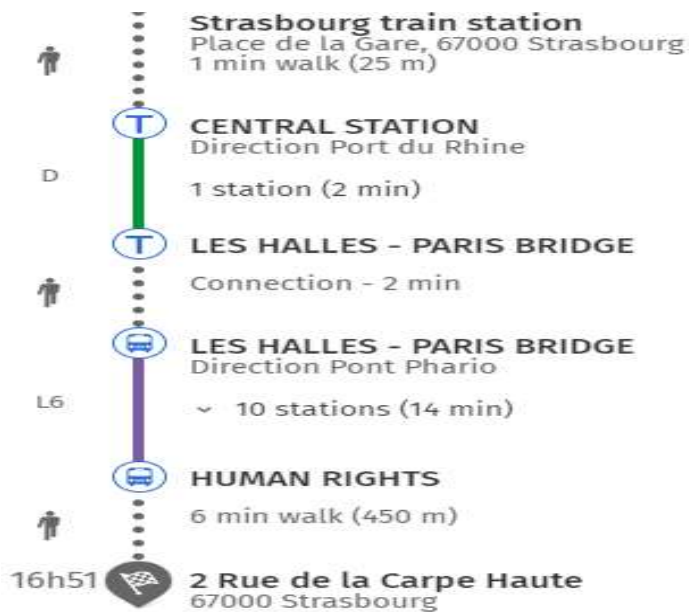 Strasbourg train station
Place de la Gare, 67000 Strasbourg
1 min walk (25 m)
T
CENTRAL STATION
Direction Port du Rhine
D
1 station (2 min)
T
LES HALLES - PARIS BRIDGE
Connection - 2 min
LES HALLES - PARIS BRIDGE
Direction Pont Phario
L6
10 stations (14 min)
HUMAN RIGHTS
6 min walk (450 m)
16h51
2 Rue de la Carpe Haute
67000 Strasbourg